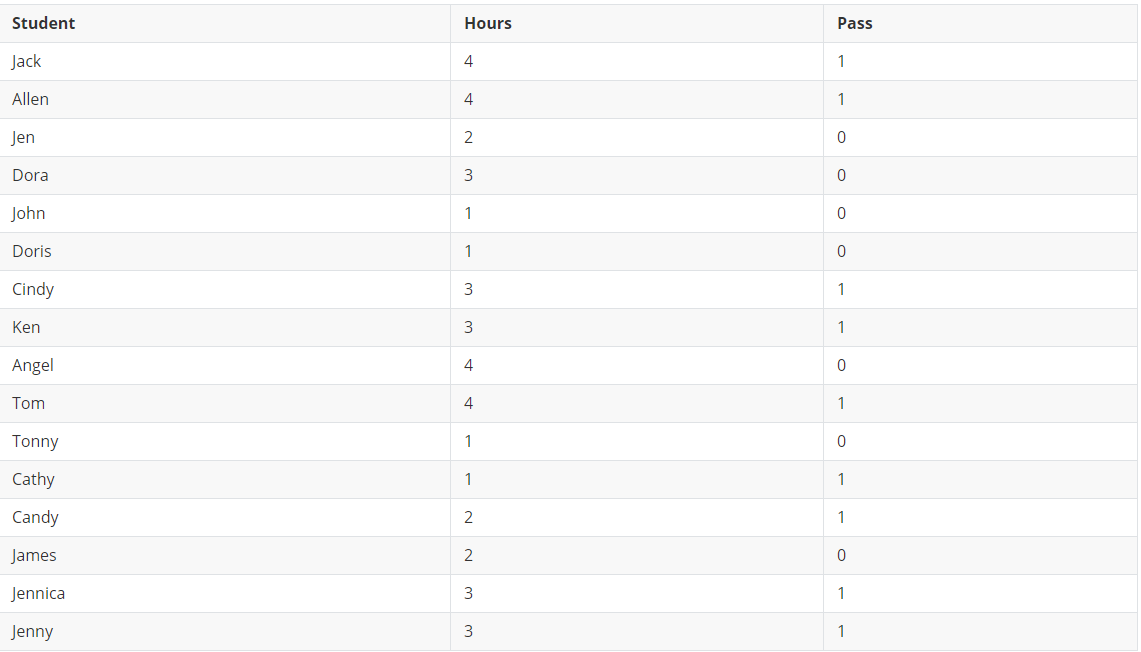 Student Hours Pass
Jack 4 1
Allen 4 1
Jen 2 0
Dora 3 0
John 1 0
Doris 1 0
Cindy 3 1
Ken 3 1
Angel 4 0
Tom 4 1
Tonny 1 0
Cathy 1 1
Candy 2 1
James 2 0
Jennica 3 1
Jenny 3 1